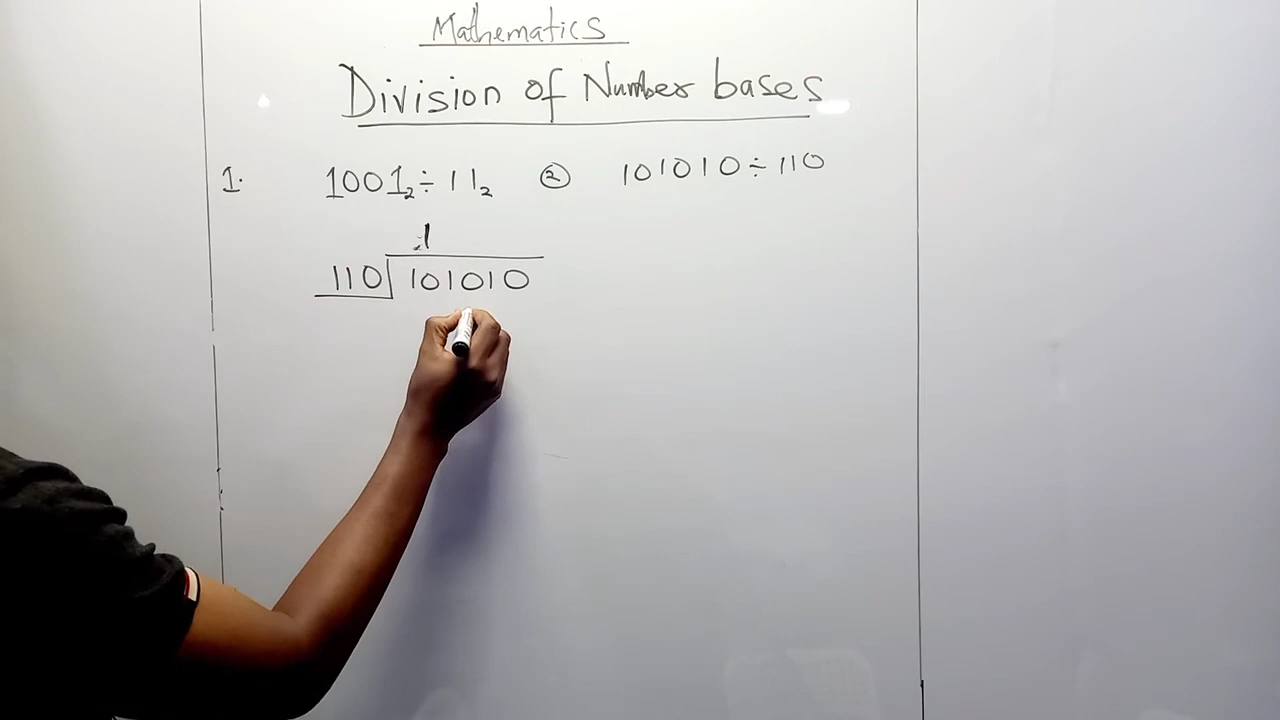 Mathematics
Division of Number bases
1. 1001₂ ÷ 11₂ ② 101010 ÷ 110
1
110 101010